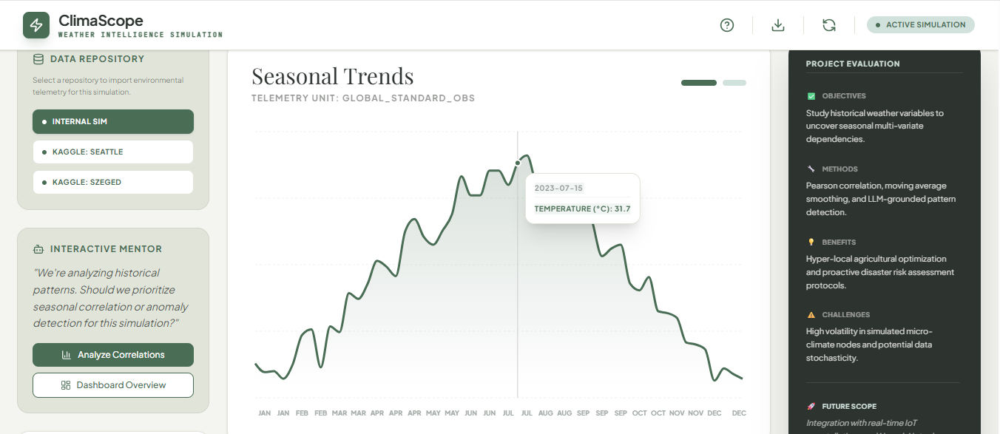 ClimaScope
WEATHER INTELLIGENCE SIMULATION
ACTIVE SIMULATION
DATA REPOSITORY
Select a repository to import environmental
telemetry for this simulation.
INTERNAL SIM
KAGGLE: SEATTLE
KAGGLE: SZEGED
INTERACTIVE MENTOR
"We're analyzing historical
patterns. Should we prioritize
seasonal correlation or anomaly
detection for this simulation?"
Analyze Correlations
Dashboard Overview
Seasonal Trends
TELEMETRY UNIT: GLOBAL_STANDARD_OBS
2023-07-15
TEMPERATURE (°C): 31.7
JAN JAN FEB FEB MAR MAR APR APR APR MAY MAY JUN JUN JUL JUL AUG AUG SEP SEP SEP OCT OCT NOV NOV DEC DEC
PROJECT EVALUATION
OBJECTIVES
Study historical weather variables to
uncover seasonal multi-variate
dependencies.
METHODS
Pearson correlation, moving average
smoothing, and LLM-grounded pattern
detection.
BENEFITS
Hyper-local agricultural optimization
and proactive disaster risk assessment
protocols.
CHALLENGES
High volatility in simulated micro-
climate nodes and potential data
stochasticity.
FUTURE SCOPE
Integration with real-time IoT